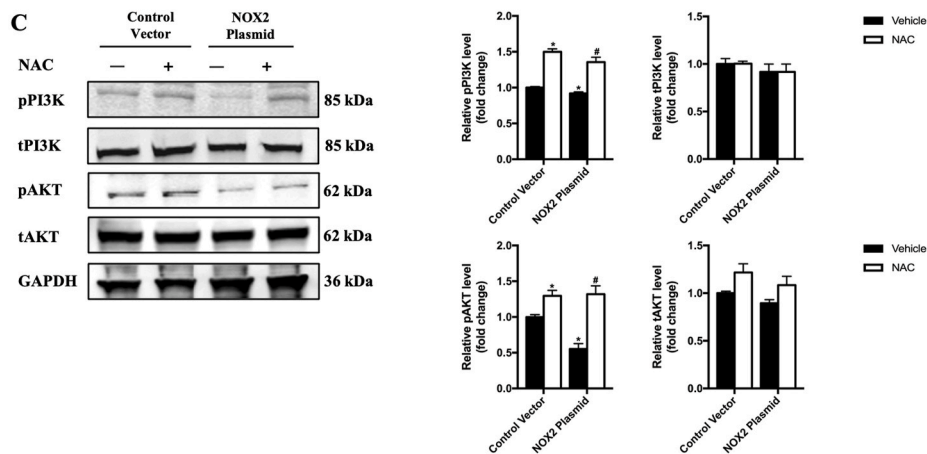 C
Control
Vector
NOX2
Plasmid
NAC — + — +
pPI3K 85 kDa
tPI3K 85 kDa
pAKT 62 kDa
tAKT 62 kDa
GAPDH 36 kDa
Relative pPI3K level
(fold change)
2.0
1.5
1.0
0.5
0.0
*
*
#
Control Vector
NOX2 Plasmid
Relative tPI3K level
(fold change)
1.5
1.0
0.5
0.0
Control Vector
NOX2 Plasmid
Vehicle
NAC
Relative pAKT level
(fold change)
2.0
1.5
1.0
0.5
0.0
*
*
#
Control Vector
NOX2 Plasmid
Relative tAKT level
(fold change)
1.5
1.0
0.5
0.0
Control Vector
NOX2 Plasmid
Vehicle
NAC